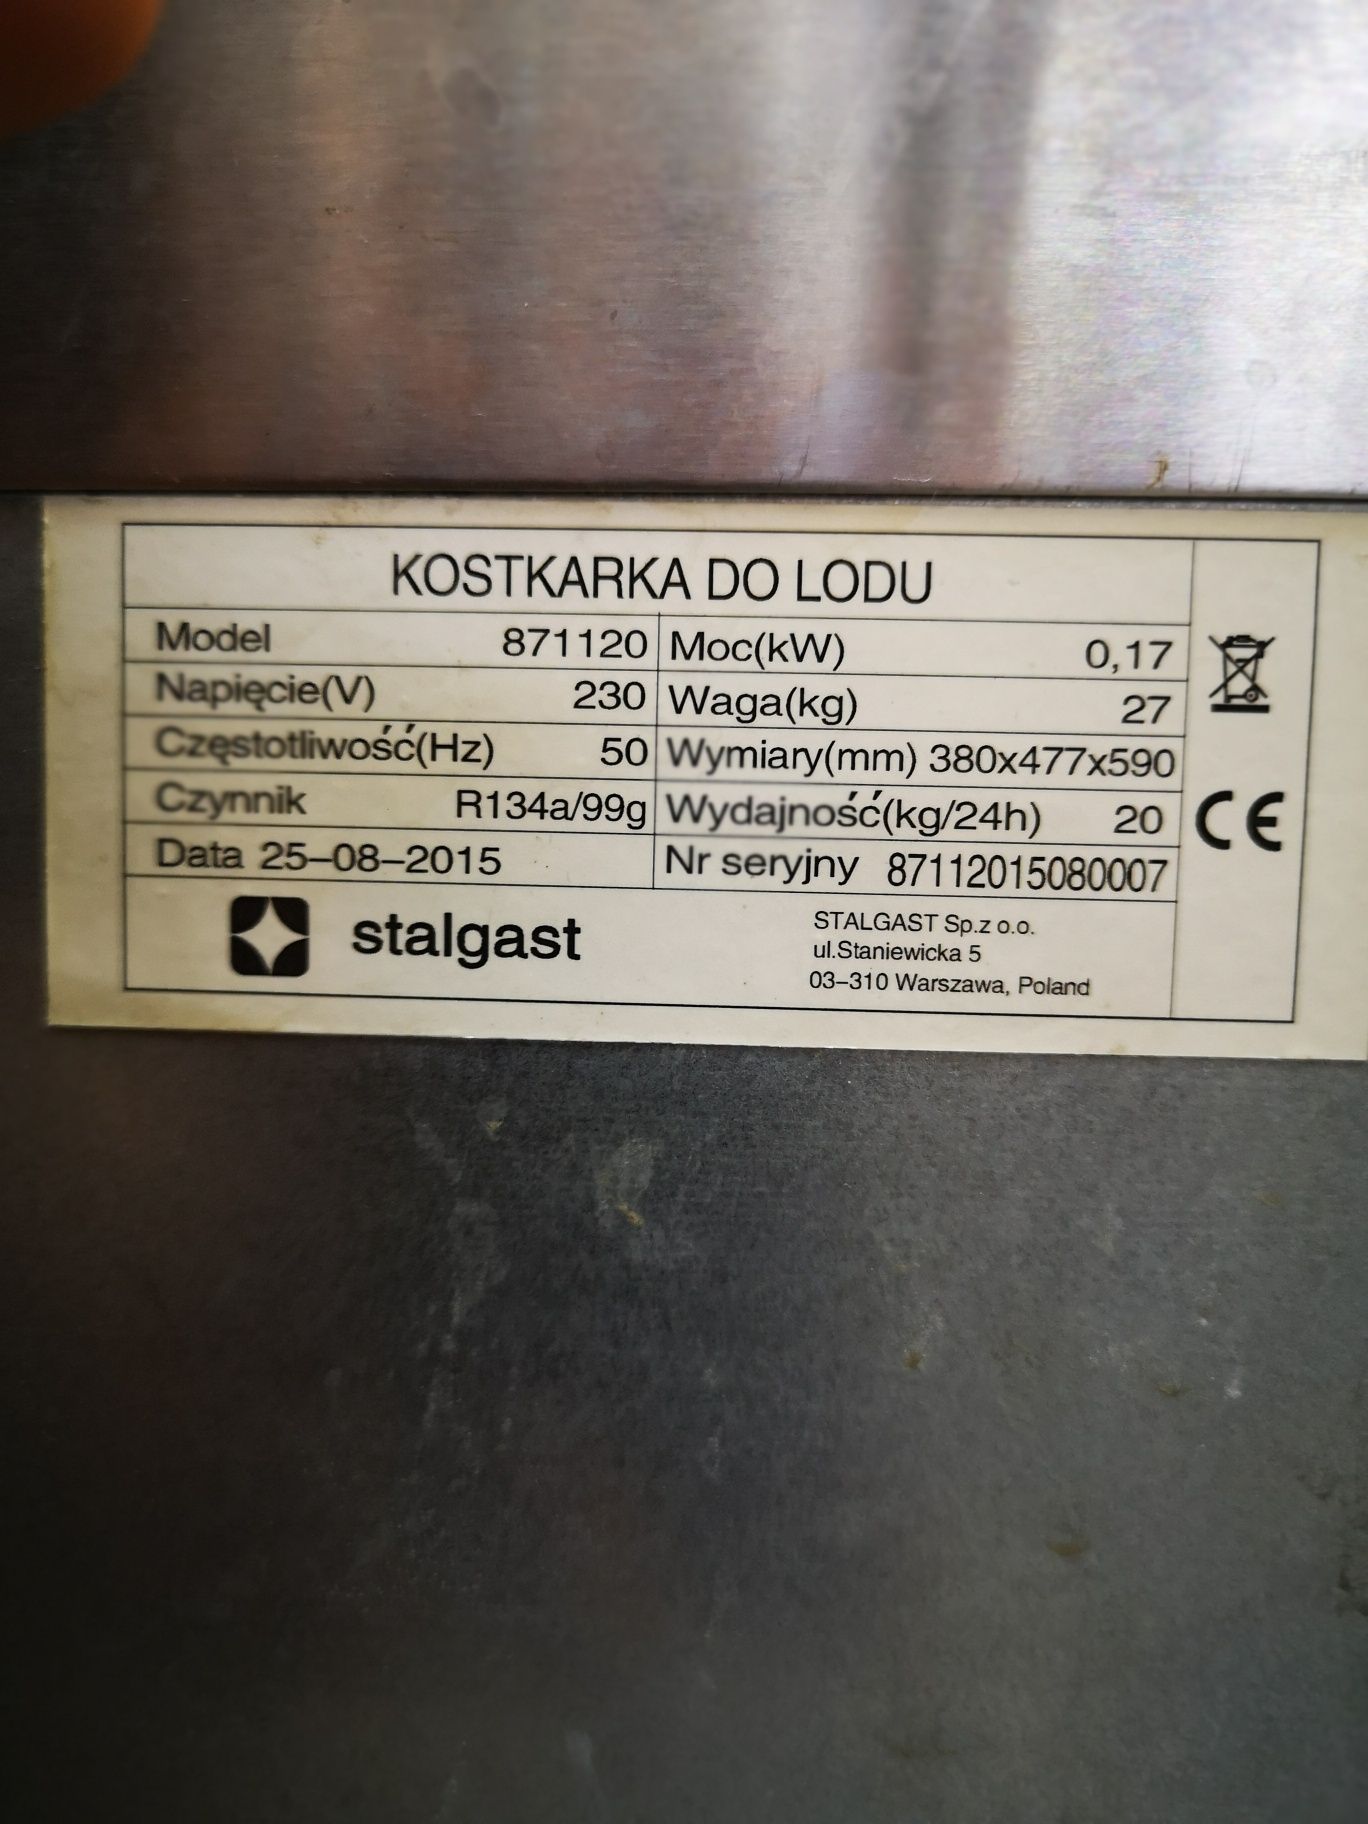 KOSTKARKA DO LODU
Model 871120 Moc(kW) 0,17
Napięcie(V) 230 Waga(kg) 27
Częstotliwość(Hz) 50 Wymiary(mm) 380x477x590
Czynnik R134a/99g Wydajność(kg/24h) 20
Data 25-08-2015 Nr seryjny 87112015080007
CE
stalgast
STALGAST Sp.z o.o.
ul.Staniewicka 5
03-310 Warszawa, Poland